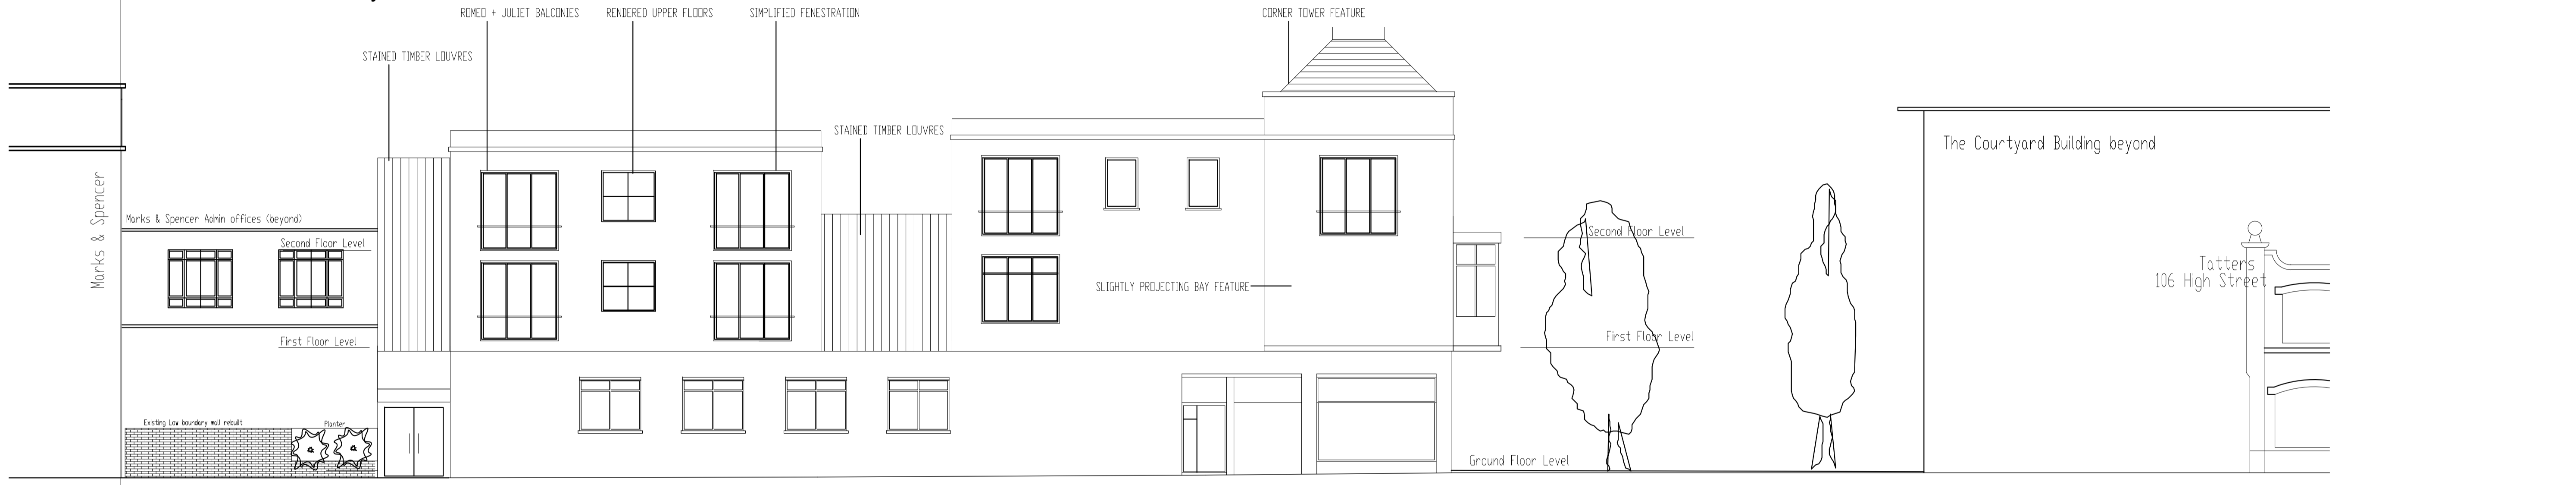 ROMEO + JULIET BALCONIES
RENDERED UPPER FLOORS
SIMPLIFIED FENESTRATION
CORNER TOWER FEATURE
STAINED TIMBER LOUVRES
STAINED TIMBER LOUVRES
The Courtyard Building beyond
Marks & Spencer
Marks & Spencer Admin offices (beyond)
Second Floor Level
Second Floor Level
Tatters
106 High Street
SLIGHTLY PROJECTING BAY FEATURE
First Floor Level
First Floor Level
Existing Low boundary wall rebuilt
Planter
Ground Floor Level